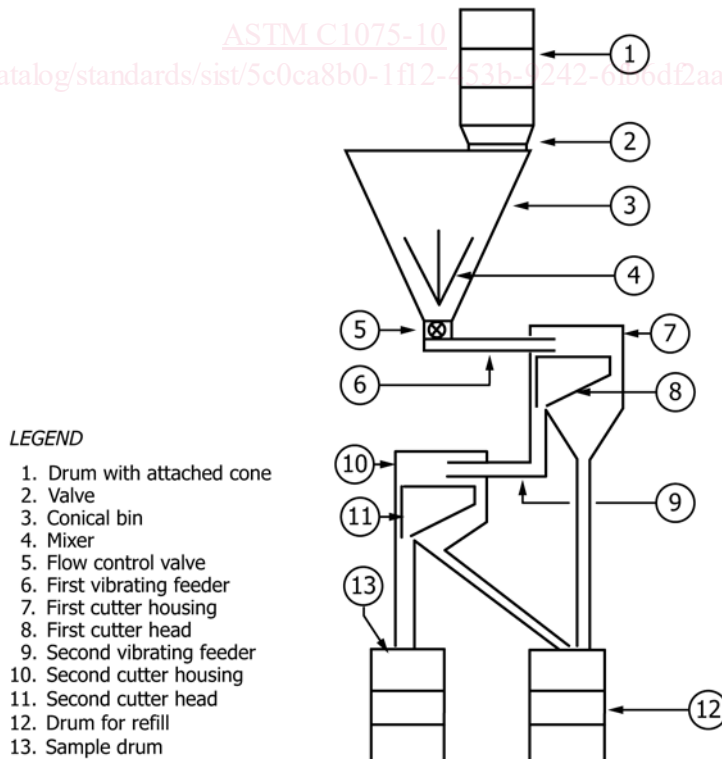 ASTM C1075-10
atalog/standards/sist/5c0ca8b0-1f12-453b-9242-6fb6df2aa
1
2
3
4
5
7
6
8
LEGEND
10
9
11
13
12
1. Drum with attached cone
2. Valve
3. Conical bin
4. Mixer
5. Flow control valve
6. First vibrating feeder
7. First cutter housing
8. First cutter head
9. Second vibrating feeder
10. Second cutter housing
11. Second cutter head
12. Drum for refill
13. Sample drum